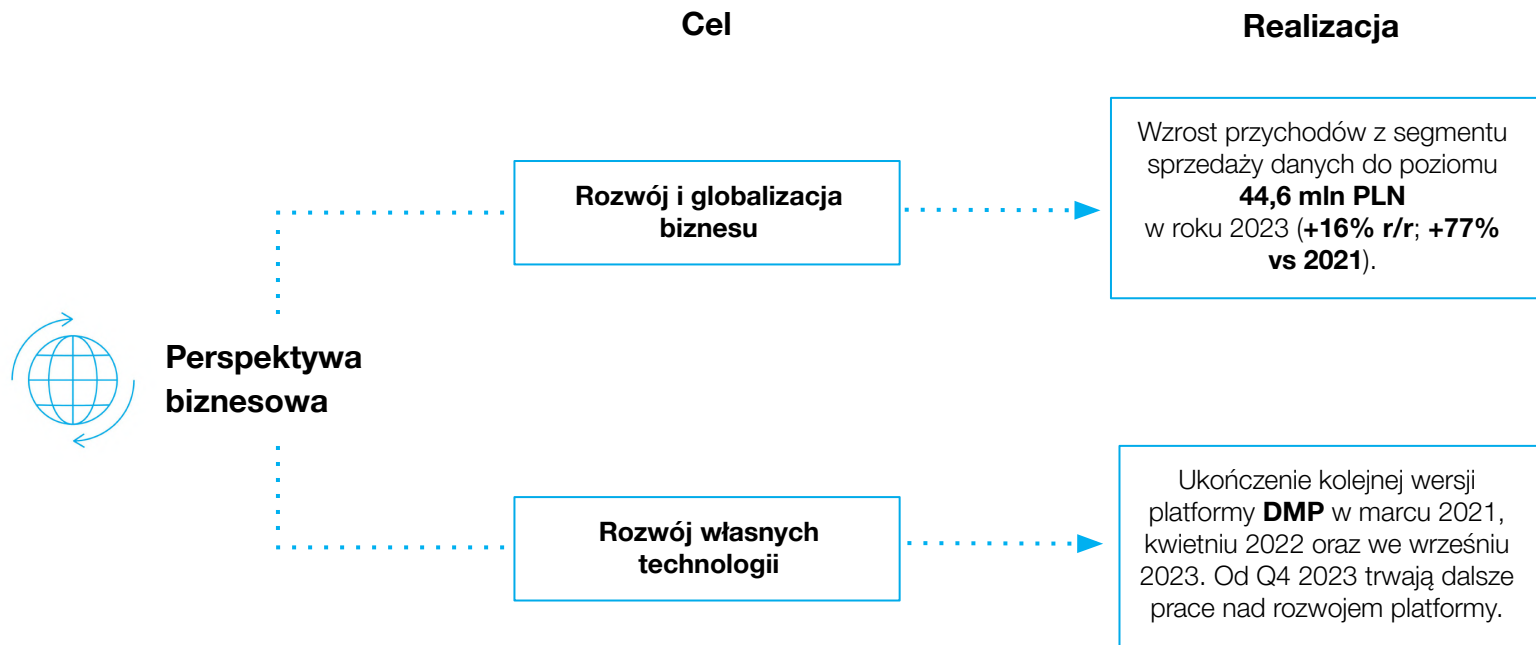 Cel
Realizacja
Wzrost przychodów z segmentu
sprzedaży danych do poziomu
44,6 mln PLN
w roku 2023 (+16% r/r; +77%
vs 2021).
Rozwój i globalizacja
biznesu
Perspektywa
biznesowa
Rozwój własnych
technologii
Ukończenie kolejnej wersji
platformy DMP w marcu 2021,
kwietniu 2022 oraz we wrześniu
2023. Od Q4 2023 trwają dalsze
prace nad rozwojem platformy.